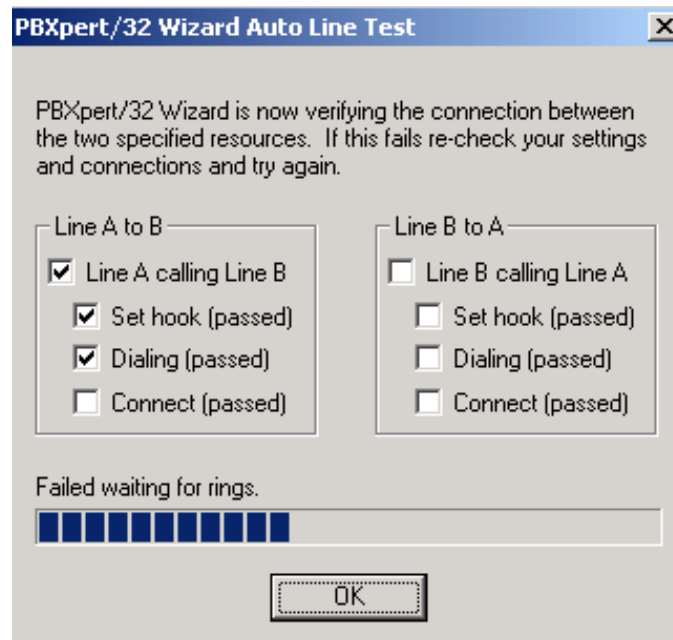 PBXpert/32 Wizard Auto Line Test
PBXpert/32 Wizard is now verifying the connection between
the two specified resources.  If this fails re-check your settings
and connections and try again.
Line A to B
Line A calling Line B
Set hook (passed)
Dialing (passed)
Connect (passed)
Line B to A
Line B calling Line A
Set hook (passed)
Dialing (passed)
Connect (passed)
Failed waiting for rings.
OK